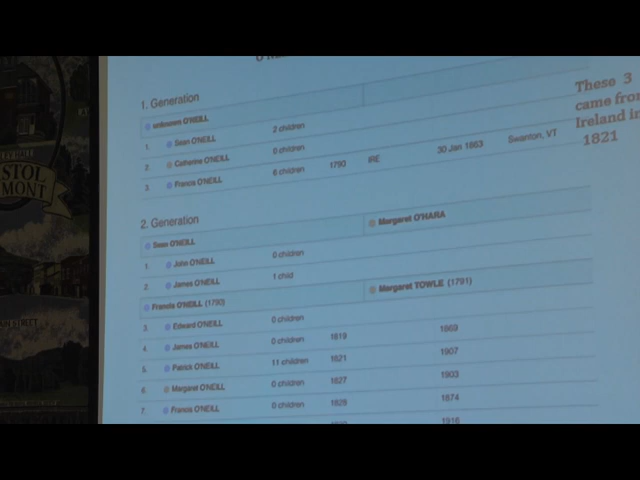 1. Generation
unknown O'NEILL
1. Sean O'NEILL 2 children
2. Catherine O'NEILL 0 children
3. Francis O'NEILL 6 children 1790 IRE 30 Jan 1863 Swanton, VT
These 3
came from
Ireland in
1821
2. Generation
Sean O'NEILL Margaret O'HARA
1. John O'NEILL 0 children
2. James O'NEILL 1 child
Francis O'NEILL (1790) Margaret TOWLE (1791)
3. Edward O'NEILL 0 children
4. James O'NEILL 0 children 1819 1869
5. Patrick O'NEILL 11 children 1821 1907
6. Margaret O'NEILL 0 children 1827 1903
7. Francis O'NEILL 0 children 1829 1874
1916
STOL
MONT
STREET